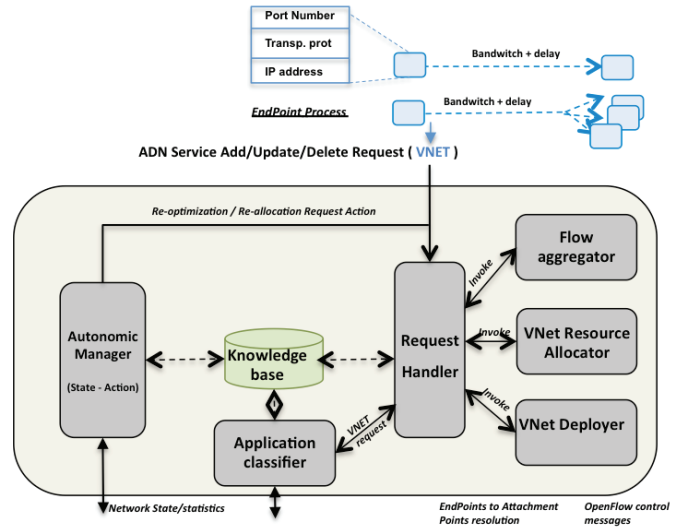 Port Number
Transp. prot
IP address
Bandwitch + delay
EndPoint Process
Bandwitch + delay
ADN Service Add/Update/Delete Request ( VNET )
Re-optimization / Re-allocation Request Action
Flow
aggregator
Invoke
Autonomic
Manager
(State - Action)
Knowledge
base
Request
Handler
Invoke
VNet Resource
Allocator
Invoke
VNet Deployer
VNET
request
Application
classifier
Network State/statistics
EndPoints to Attachment
Points resolution
OpenFlow control
messages